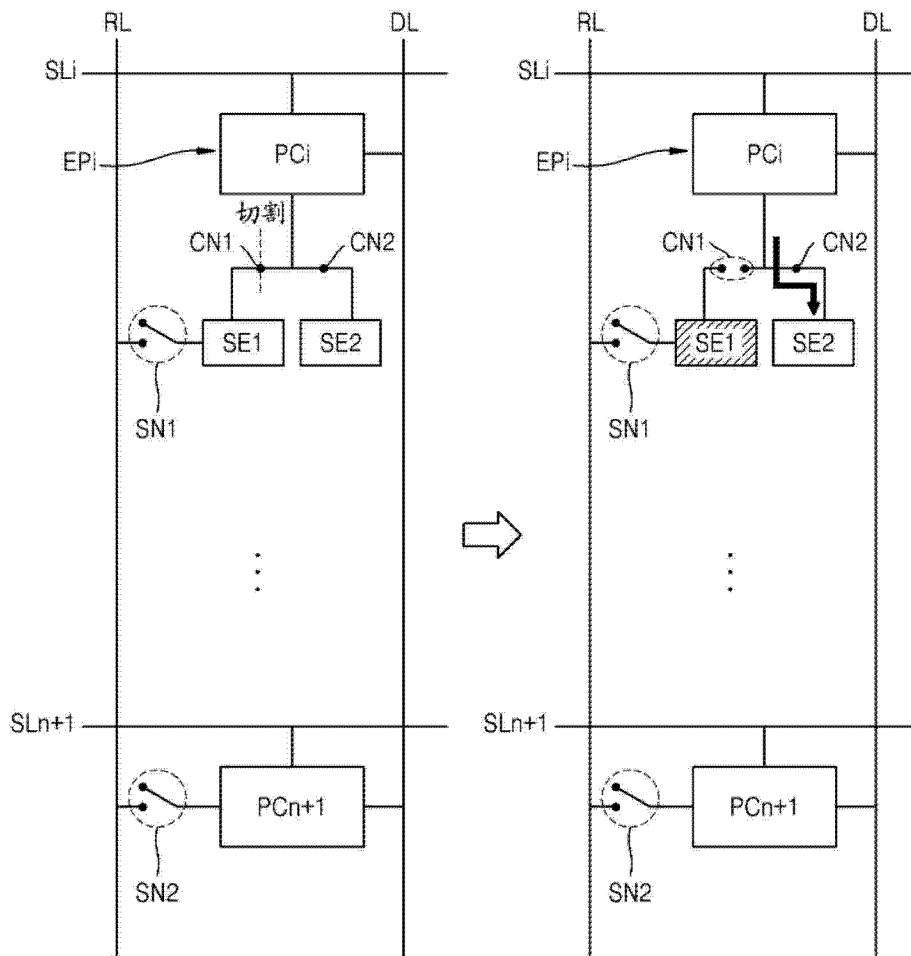 RL DL
SLi
PCi
EPi
切割
CN1 CN2
SE1 SE2
SN1
SLn+1
PCn+1
SN2
RL DL
SLi
PCi
EPi
CN1 CN2
SE1 SE2
SN1
SLn+1
PCn+1
SN2